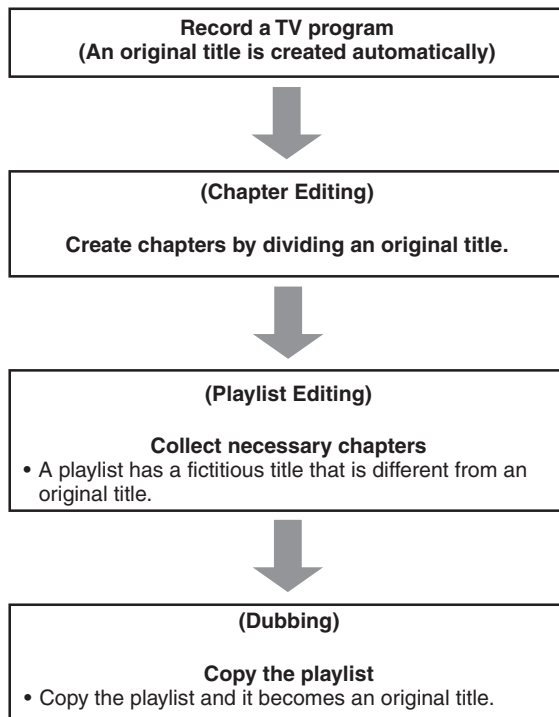 Record a TV program
(An original title is created automatically)
(Chapter Editing)
Create chapters by dividing an original title.
(Playlist Editing)
Collect necessary chapters
• A playlist has a fictitious title that is different from an
original title.
(Dubbing)
Copy the playlist
• Copy the playlist and it becomes an original title.